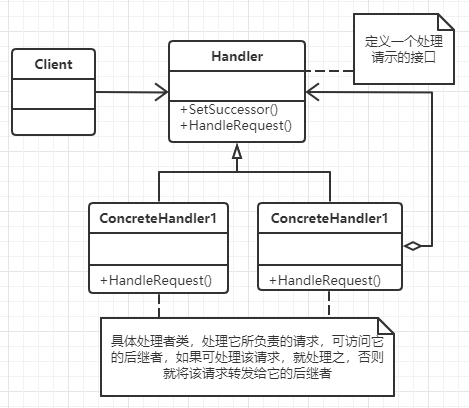 定义一个处理
请示的接口
Client
Handler
+SetSuccessor()
+HandleRequest()
ConcreteHandler1
ConcreteHandler1
+HandleRequest()
+HandleRequest()
具体处理者类，处理它所负责的请求，可访问它
的后继者，如果可处理该请求，就处理之，否则
就将该请求转发给它的后继者